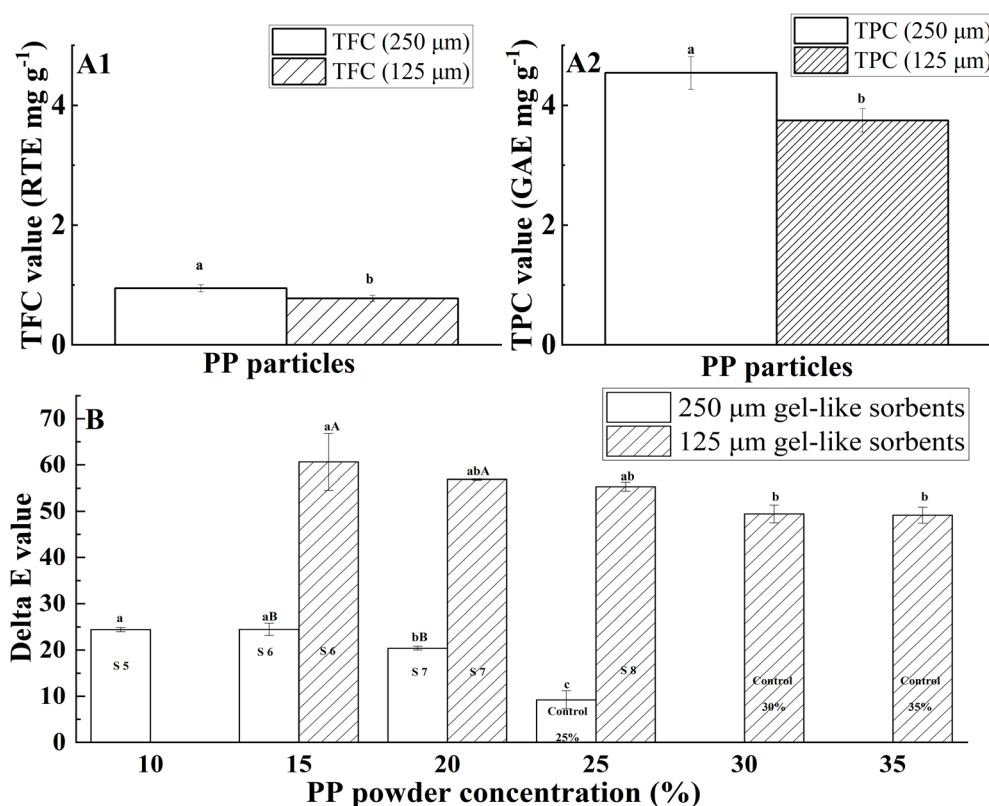 A1
TFC (250 μm)
TFC (125 μm)
TFC value (RTE mg g-1)
4
2
0
a
b
PP particles
A2
TPC (250 μm)
TPC (125 μm)
TPC value (GAE mg g-1)
4
2
0
a
b
PP particles
B
250 μm gel-like sorbents
125 μm gel-like sorbents
Delta E value
70
60
50
40
30
20
10
0
a
S 5
aB
S 6
aA
S 6
bB
S 7
abA
S 7
c
Control
25%
ab
S 8
b
Control
30%
b
Control
35%
10 15 20 25 30 35
PP powder concentration (%)